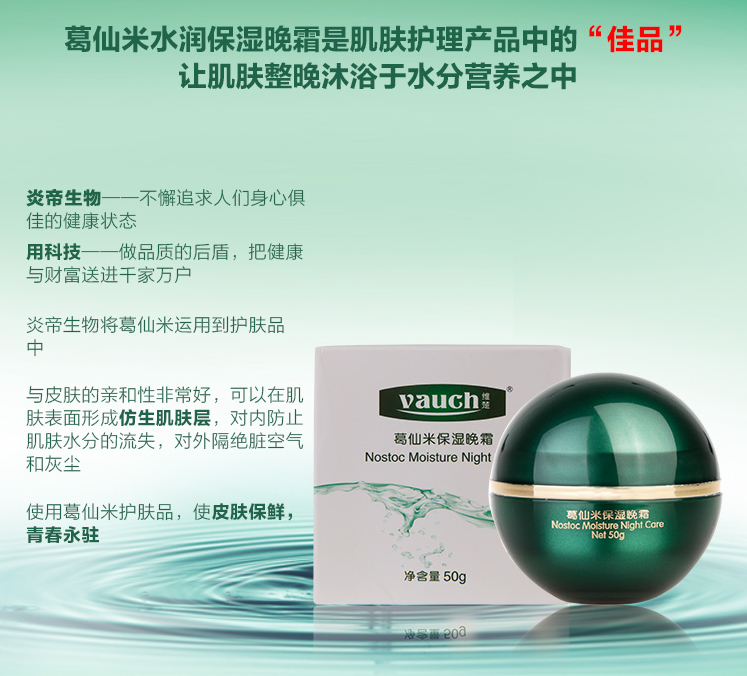 葛仙米水润保湿晚霜是肌肤护理产品中的“佳品”
让肌肤整晚沐浴于水分营养之中
炎帝生物——不懈追求人们身心俱
佳的健康状态
用科技——做品质的后盾，把健康
与财富送进千家万户
炎帝生物将葛仙米运用到护肤品
中
与皮肤的亲和性非常好，可以在肌
肤表面形成仿生肌肤层，对内防止
肌肤水分的流失，对外隔绝脏空气
和灰尘
使用葛仙米护肤品，使皮肤保鲜，
青春永驻
vauch维楚®
葛仙米保湿晚霜
Nostoc Moisture Night
净含量 50g
葛仙米保湿晚霜
Nostoc Moisture Night Care
Net 50g